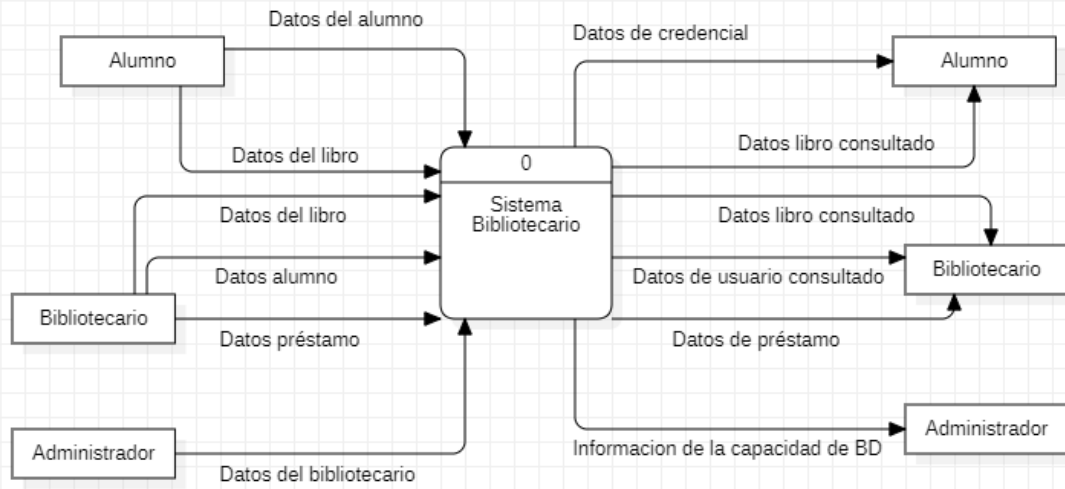 Datos del alumno
Datos de credencial
Alumno
Alumno
Datos del libro
Datos libro consultado
0
Sistema
Bibliotecario
Datos del libro
Datos libro consultado
Datos alumno
Datos de usuario consultado
Bibliotecario
Bibliotecario
Datos préstamo
Datos de préstamo
Administrador
Administrador
Datos del bibliotecario
Informacion de la capacidad de BD